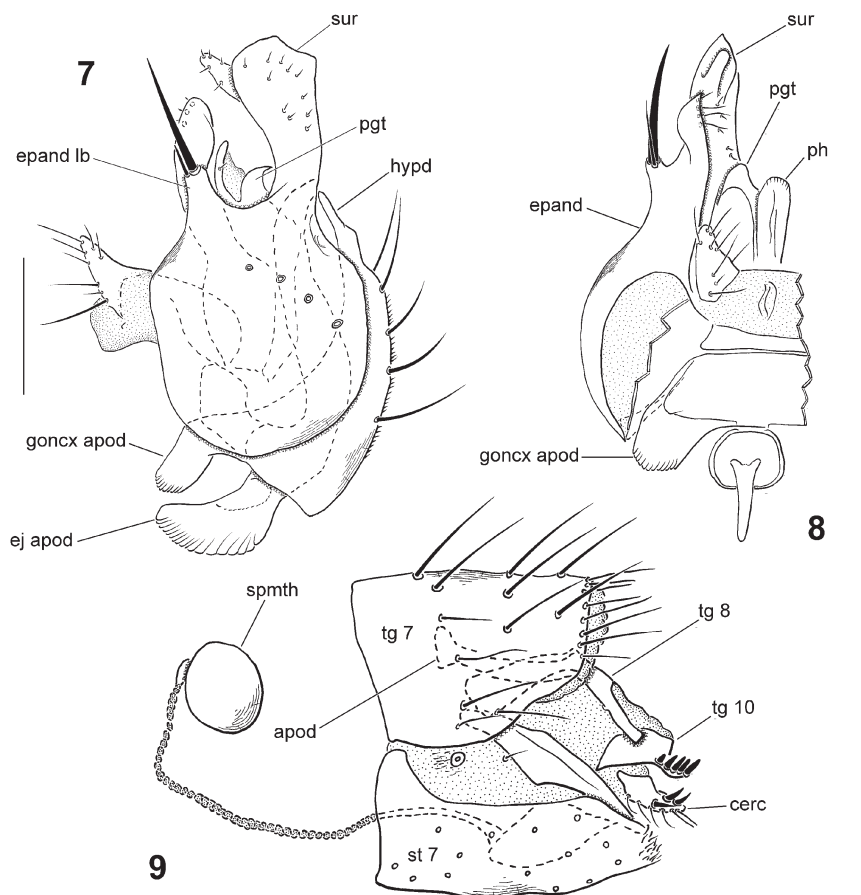 7
sur
pgt
epand lb
hypd
goncx apod
ej apod
sur
pgt
ph
epand
goncx apod
8
spmth
tg 7
tg 8
apod
tg 10
cerc
st 7
9